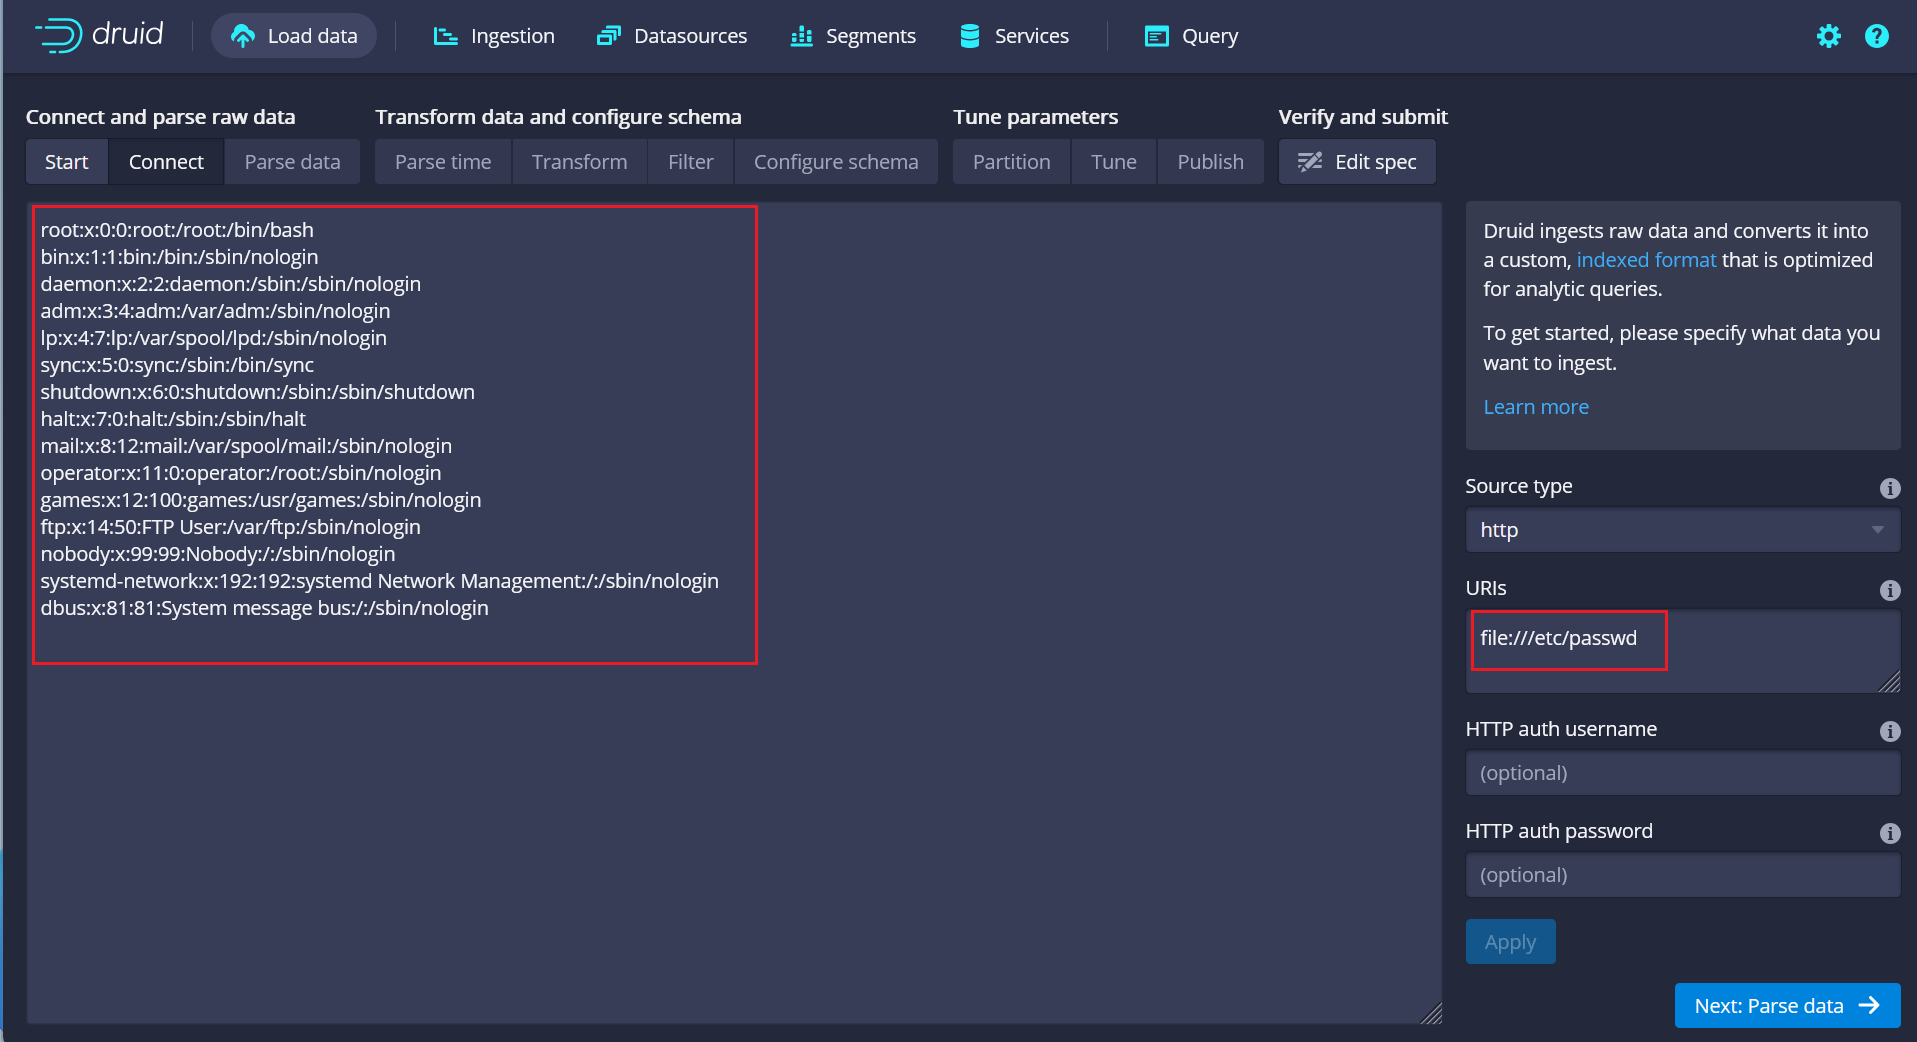 druid
Load data
Ingestion
Datasources
Segments
Services
Query
Connect and parse raw data
Transform data and configure schema
Tune parameters
Verify and submit
Start
Connect
Parse data
Parse time
Transform
Filter
Configure schema
Partition
Tune
Publish
Edit spec
root:x:0:0:root:/root:/bin/bash
bin:x:1:1:bin:/bin:/sbin/nologin
daemon:x:2:2:daemon:/sbin:/sbin/nologin
adm:x:3:4:adm:/var/adm:/sbin/nologin
lp:x:4:7:lp:/var/spool/lpd:/sbin/nologin
sync:x:5:0:sync:/sbin:/bin/sync
shutdown:x:6:0:shutdown:/sbin:/sbin/shutdown
halt:x:7:0:halt:/sbin:/sbin/halt
mail:x:8:12:mail:/var/spool/mail:/sbin/nologin
operator:x:11:0:operator:/root:/sbin/nologin
games:x:12:100:games:/usr/games:/sbin/nologin
ftp:x:14:50:FTP User:/var/ftp:/sbin/nologin
nobody:x:99:99:Nobody:/:/sbin/nologin
systemd-network:x:192:192:systemd Network Management:/:/sbin/nologin
dbus:x:81:81:System message bus:/:/sbin/nologin
Druid ingests raw data and converts it into
a custom, indexed format that is optimized
for analytic queries.
To get started, please specify what data you
want to ingest.
Learn more
Source type
http
URIs
file:///etc/passwd
HTTP auth username
(optional)
HTTP auth password
(optional)
Apply
Next: Parse data